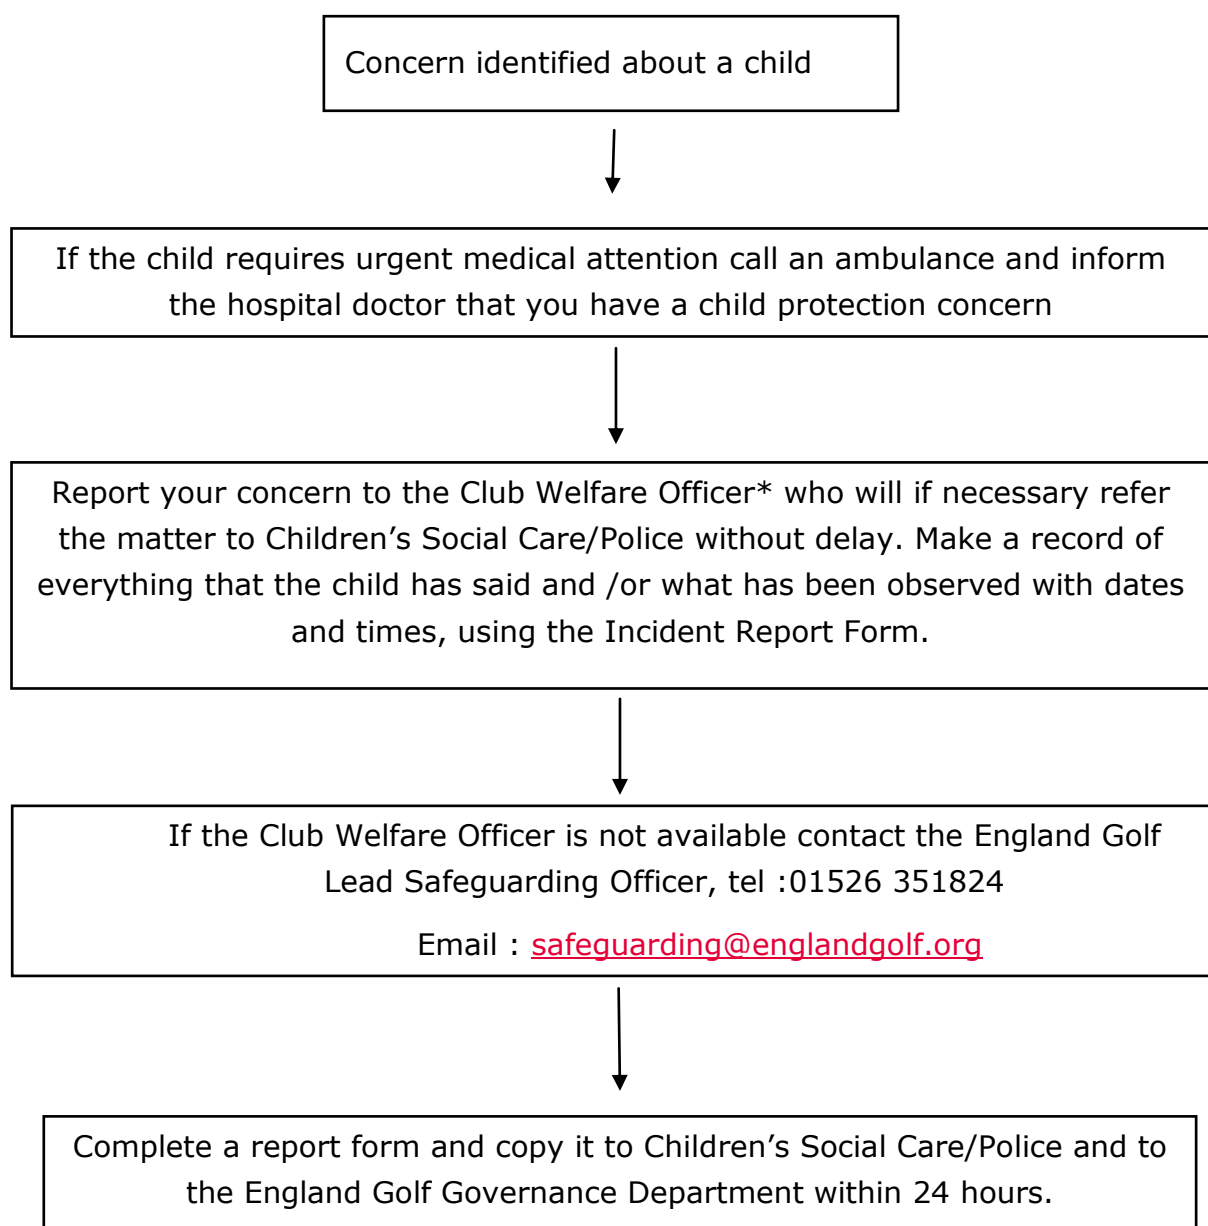 Concern identified about a child
If the child requires urgent medical attention call an ambulance and inform
the hospital doctor that you have a child protection concern
Report your concern to the Club Welfare Officer* who will if necessary refer
the matter to Children’s Social Care/Police without delay. Make a record of
everything that the child has said and /or what has been observed with dates
and times, using the Incident Report Form.
If the Club Welfare Officer is not available contact the England Golf
Lead Safeguarding Officer, tel :01526 351824
Email : safeguarding@englandgolf.org
Complete a report form and copy it to Children’s Social Care/Police and to
the England Golf Governance Department within 24 hours.